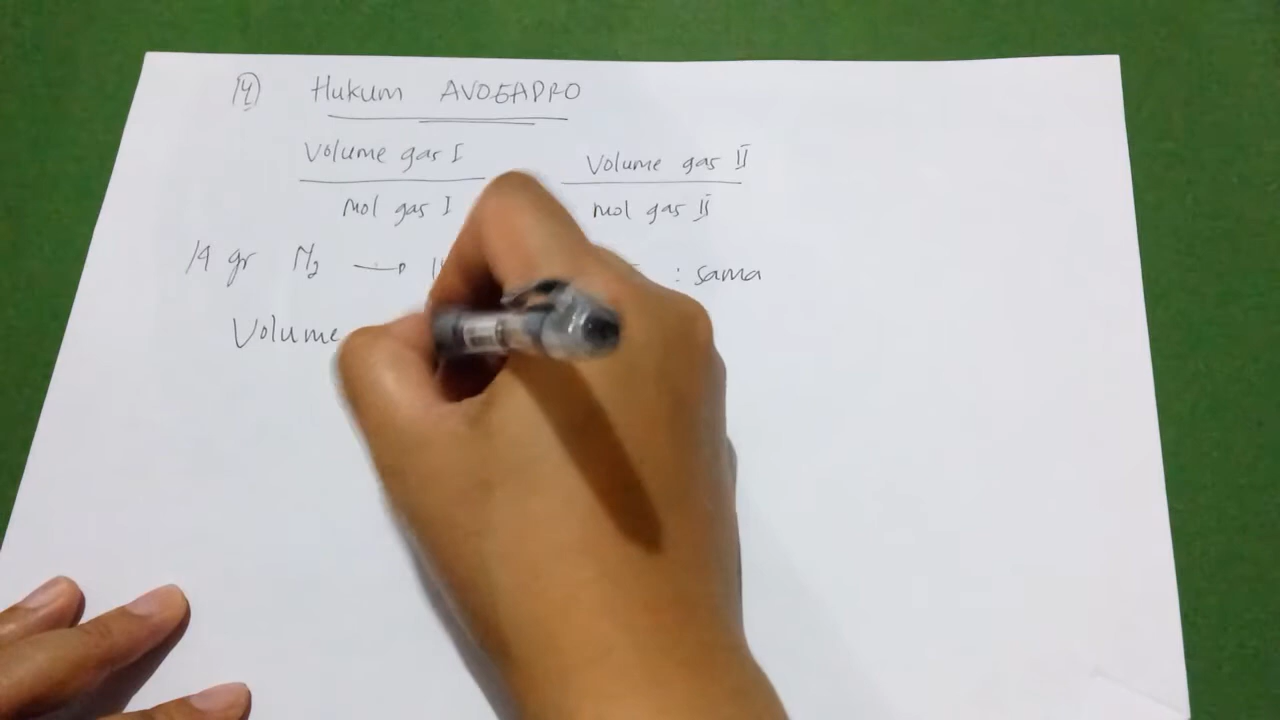 14) Hukum AVOGADRO
Volume gas I Volume gas II
mol gas I mol gas II
14 gr N2 → : sama
Volume